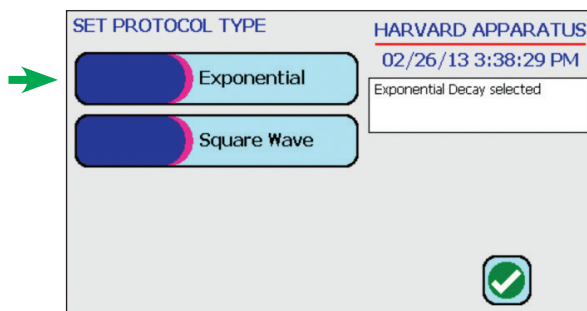 SET PROTOCOL TYPE
Exponential
Square Wave
HARVARD APPARATUS
02/26/13 3:38:29 PM
Exponential Decay selected